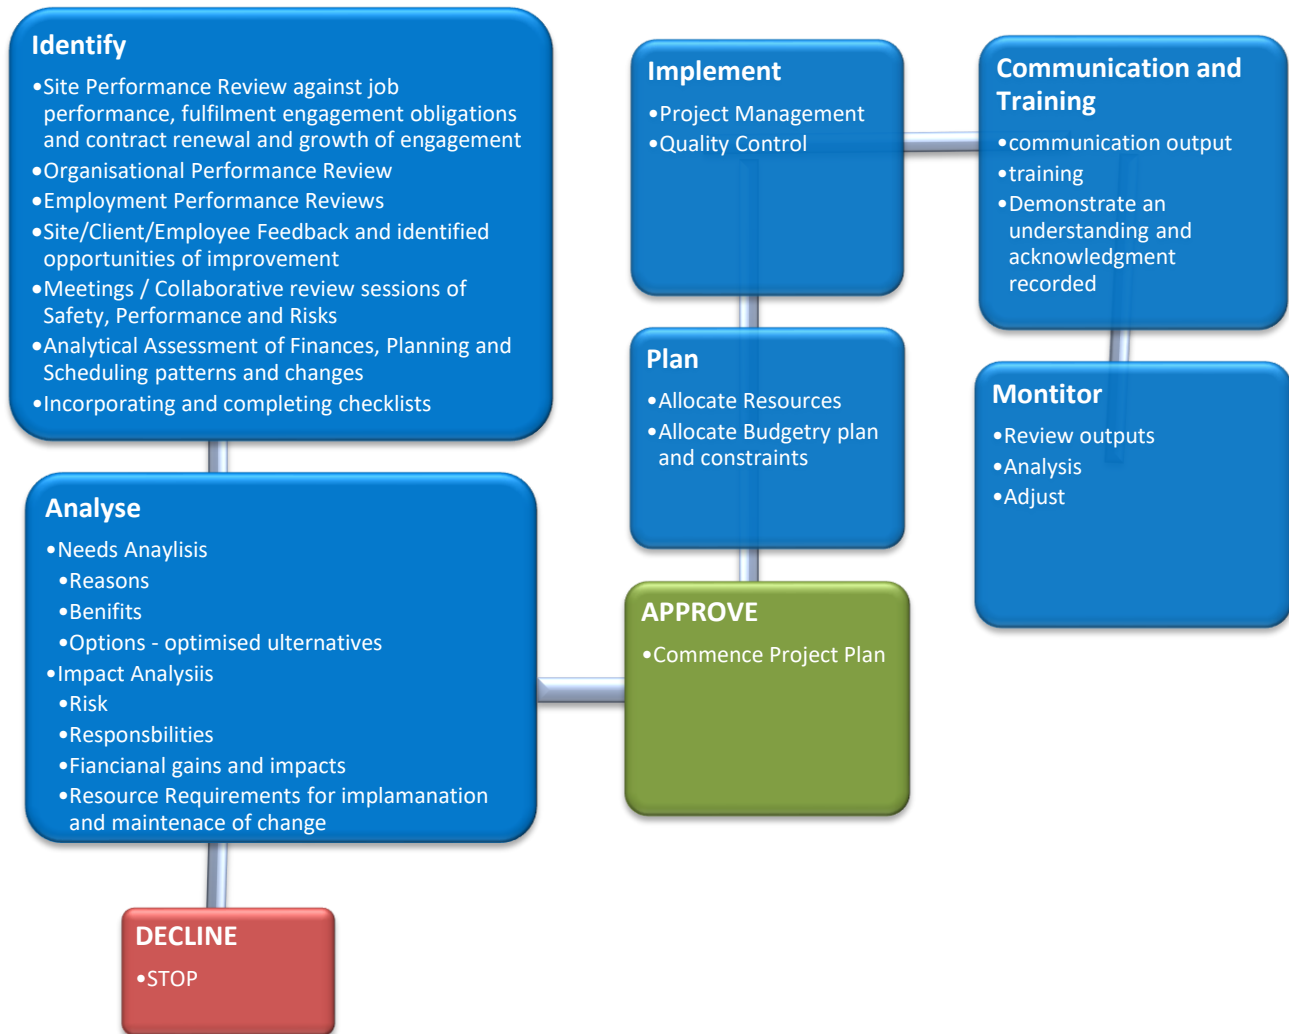 Identify
•Site Performance Review against job
performance, fulfilment engagement obligations
and contract renewal and growth of engagement
•Organisational Performance Review
•Employment Performance Reviews
•Site/Client/Employee Feedback and identified
opportunities of improvement
•Meetings / Collaborative review sessions of
Safety, Performance and Risks
•Analytical Assessment of Finances, Planning and
Scheduling patterns and changes
•Incorporating and completing checklists
Analyse
•Needs Anaylisis
•Reasons
•Benifits
•Options - optimised ulternatives
•Impact Analysiis
•Risk
•Responsbilities
•Fiancianal gains and impacts
•Resource Requirements for implamanation
and maintenace of change
DECLINE
•STOP
APPROVE
•Commence Project Plan
Plan
•Allocate Resources
•Allocate Budgetry plan
and constraints
Implement
•Project Management
•Quality Control
Communication and
Training
•communication output
•training
•Demonstrate an
understanding and
acknowledgment
recorded
Montitor
•Review outputs
•Analysis
•Adjust